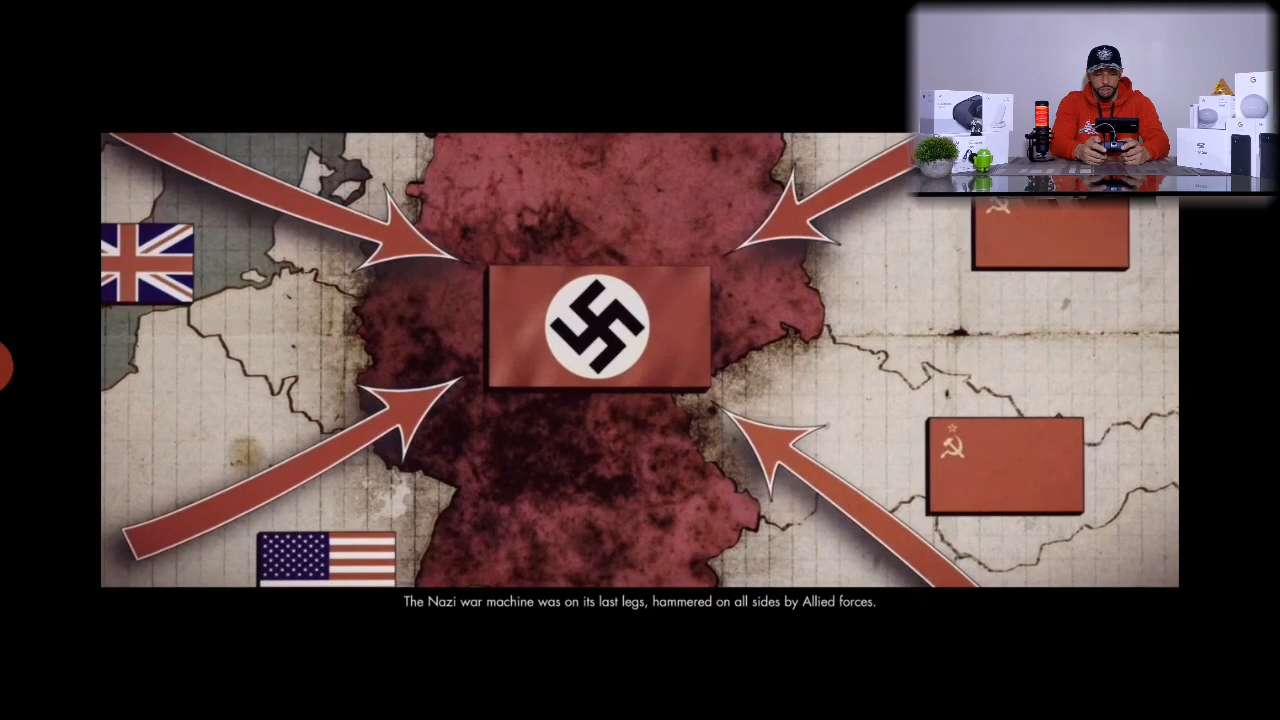 The Nazi war machine was on its last legs, hammered on all sides by Allied forces.